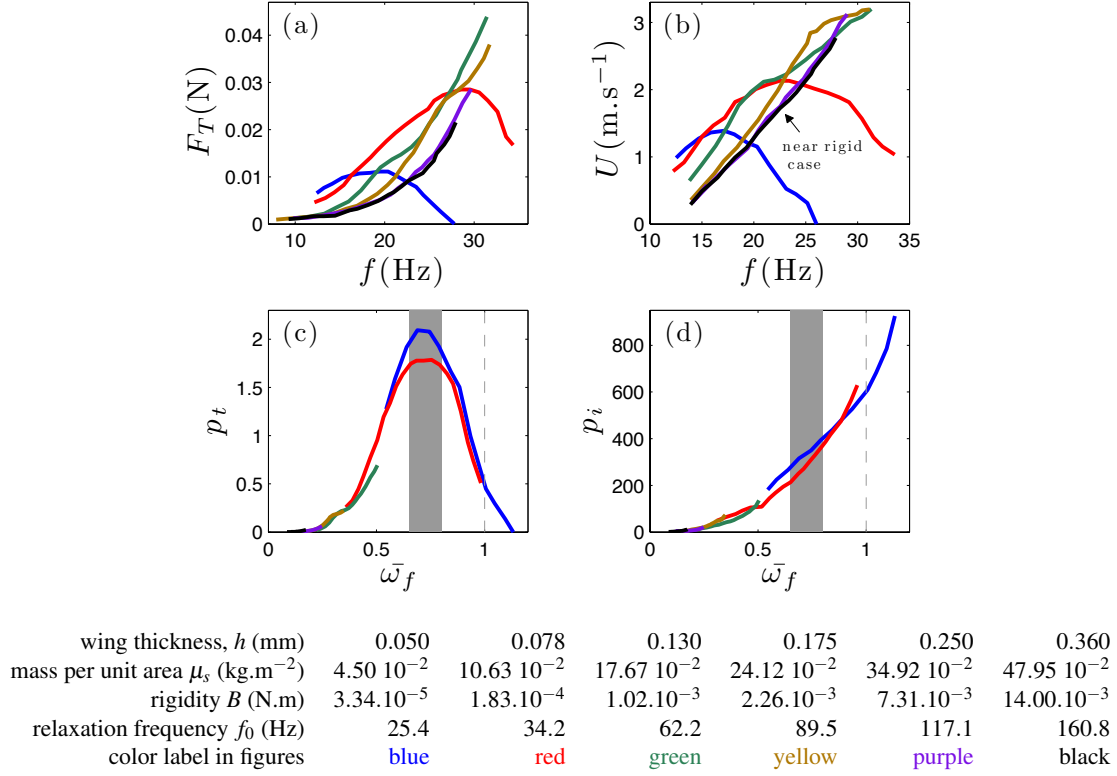 (a)
0.04
0.03
0.02
0.01
0
F_T (N)
10 20 30
f (Hz)
(b)
3
2
1
0
U (m.s⁻¹)
near rigid
case
10 15 20 25 30 35
f (Hz)
(c)
2
1.5
1
0.5
0
p_t
0 0.5 1
ω̄_f
(d)
800
600
400
200
0
p_i
0 0.5 1
ω̄_f
wing thickness, h (mm) 0.050 0.078 0.130 0.175 0.250 0.360
mass per unit area μ_s (kg.m⁻²) 4.50 10⁻² 10.63 10⁻² 17.67 10⁻² 24.12 10⁻² 34.92 10⁻² 47.95 10⁻²
rigidity B (N.m) 3.34.10⁻⁵ 1.83.10⁻⁴ 1.02.10⁻³ 2.26.10⁻³ 7.31.10⁻³ 14.00.10⁻³
relaxation frequency f₀ (Hz) 25.4 34.2 62.2 89.5 117.1 160.8
color label in figures blue red green yellow purple black